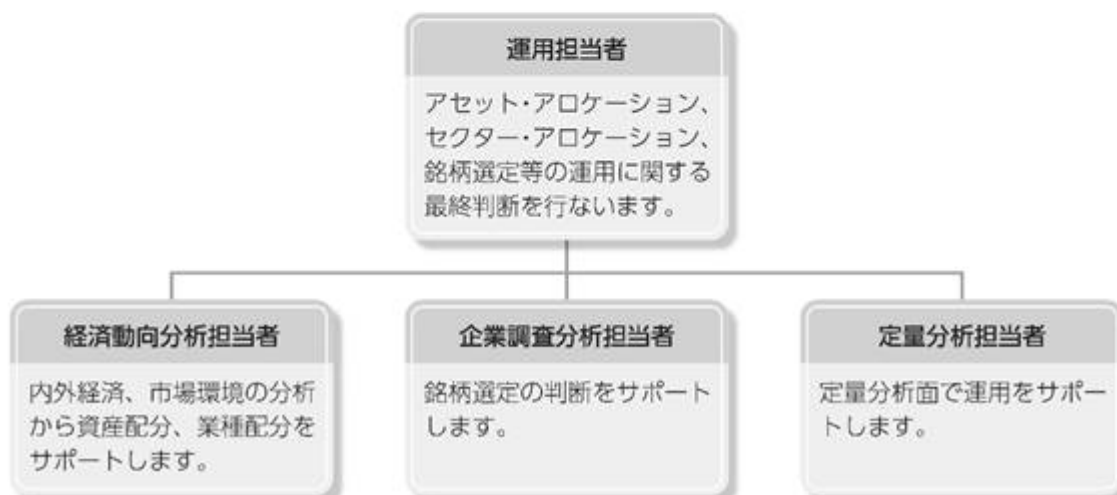 運用担当者
アセット・アロケーション、
セクター・アロケーション、
銘柄選定等の運用に関する
最終判断を行ないます。
経済動向分析担当者
内外経済、市場環境の分析
から資産配分、業種配分を
サポートします。
企業調査分析担当者
銘柄選定の判断をサポート
します。
定量分析担当者
定量分析面で運用をサポー
トします。